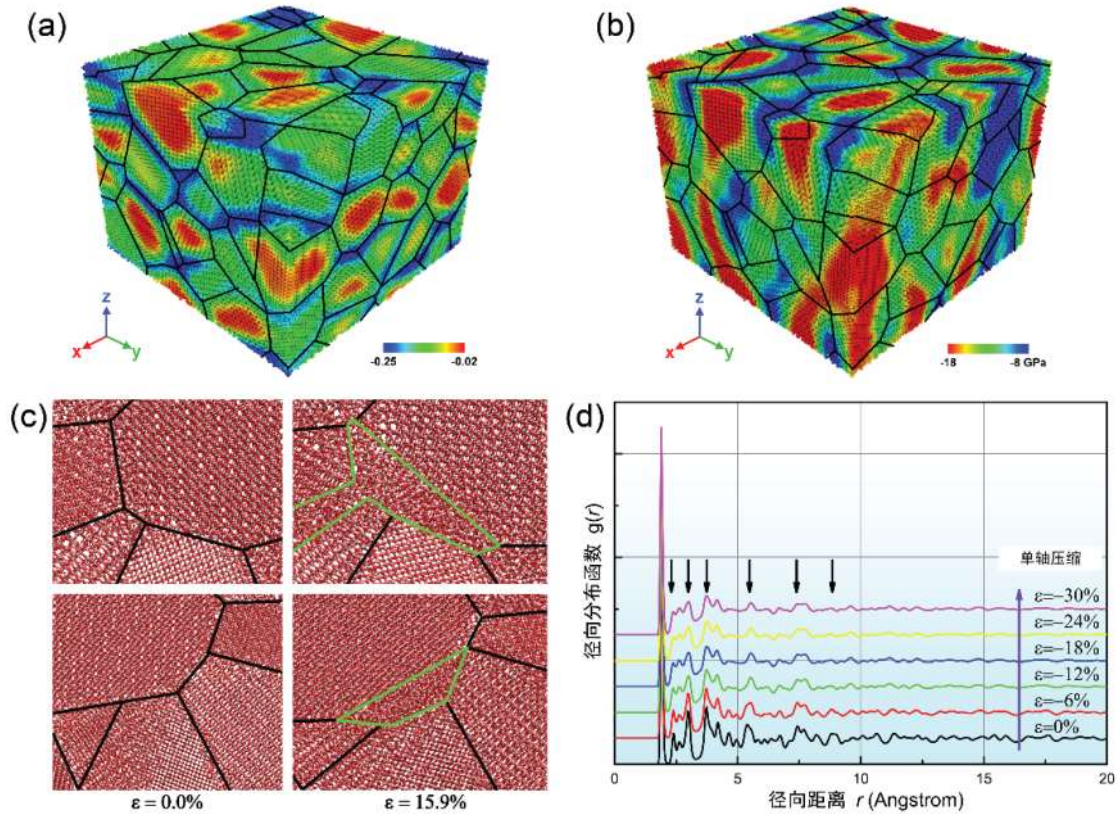 (a)
z
x
y
-0.25
-0.02
(b)
z
x
y
-18
-8 GPa
(c)
ε = 0.0%
ε = 15.9%
(d)
径向分布函数 g(r)
单轴压缩
ε=−30%
ε=−24%
ε=−18%
ε=−12%
ε=−6%
ε=0%
0
5
10
15
20
径向距离 r (Angstrom)